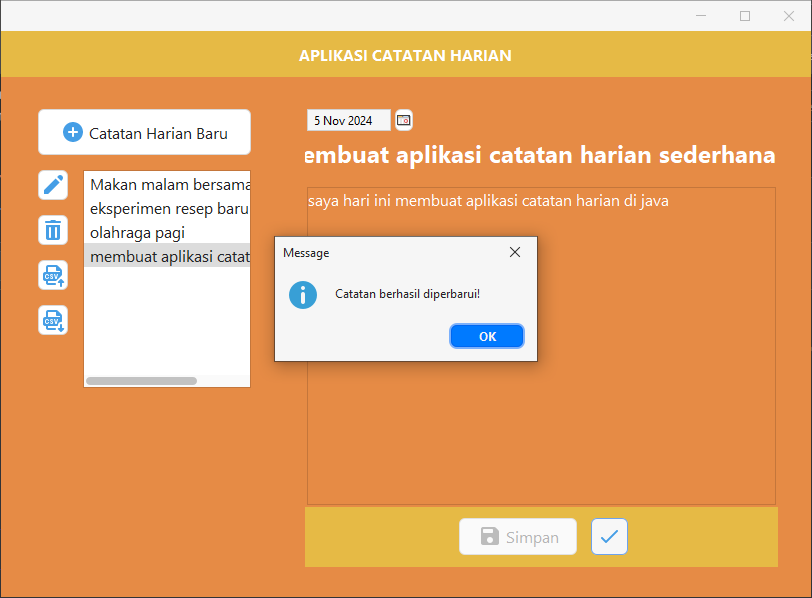 APLIKASI CATATAN HARIAN
Catatan Harian Baru
5 Nov 2024
embuat aplikasi catatan harian sederhana
Makan malam bersama
eksperimen resep baru
olahraga pagi
membuat aplikasi catat
CSV
CSV
saya hari ini membuat aplikasi catatan harian di java
Message
Catatan berhasil diperbarui!
OK
Simpan